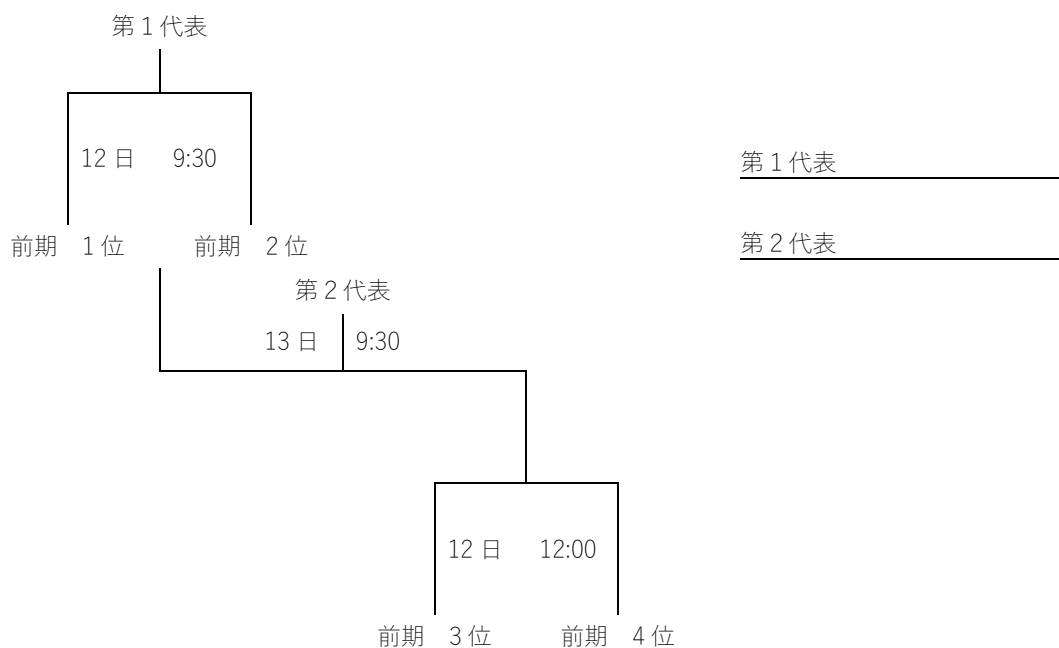 第１代表
12 日　9:30
第１代表
第２代表
前期　１位　前期　２位
第２代表
13 日　9:30
12 日　12:00
前期　３位　前期　４位